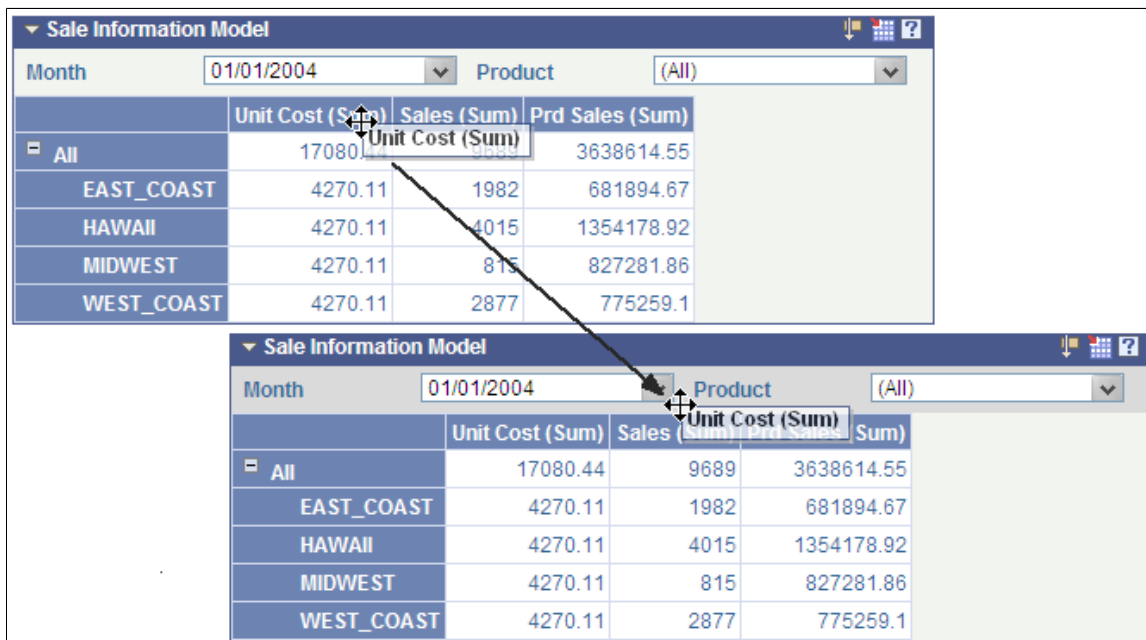 Sale Information Model
Month 01/01/2004 Product (All)
Unit Cost (Sum) Sales (Sum) Prd Sales (Sum)
Unit Cost (Sum)
All 17080.44 9689 3638614.55
EAST_COAST 4270.11 1982 681894.67
HAWAII 4270.11 4015 1354178.92
MIDWEST 4270.11 815 827281.86
WEST_COAST 4270.11 2877 775259.1
Sale Information Model
Month 01/01/2004 Product (All)
Unit Cost (Sum)
Unit Cost (Sum) Sales (Sum) Prd Sales (Sum)
All 17080.44 9689 3638614.55
EAST_COAST 4270.11 1982 681894.67
HAWAII 4270.11 4015 1354178.92
MIDWEST 4270.11 815 827281.86
WEST_COAST 4270.11 2877 775259.1